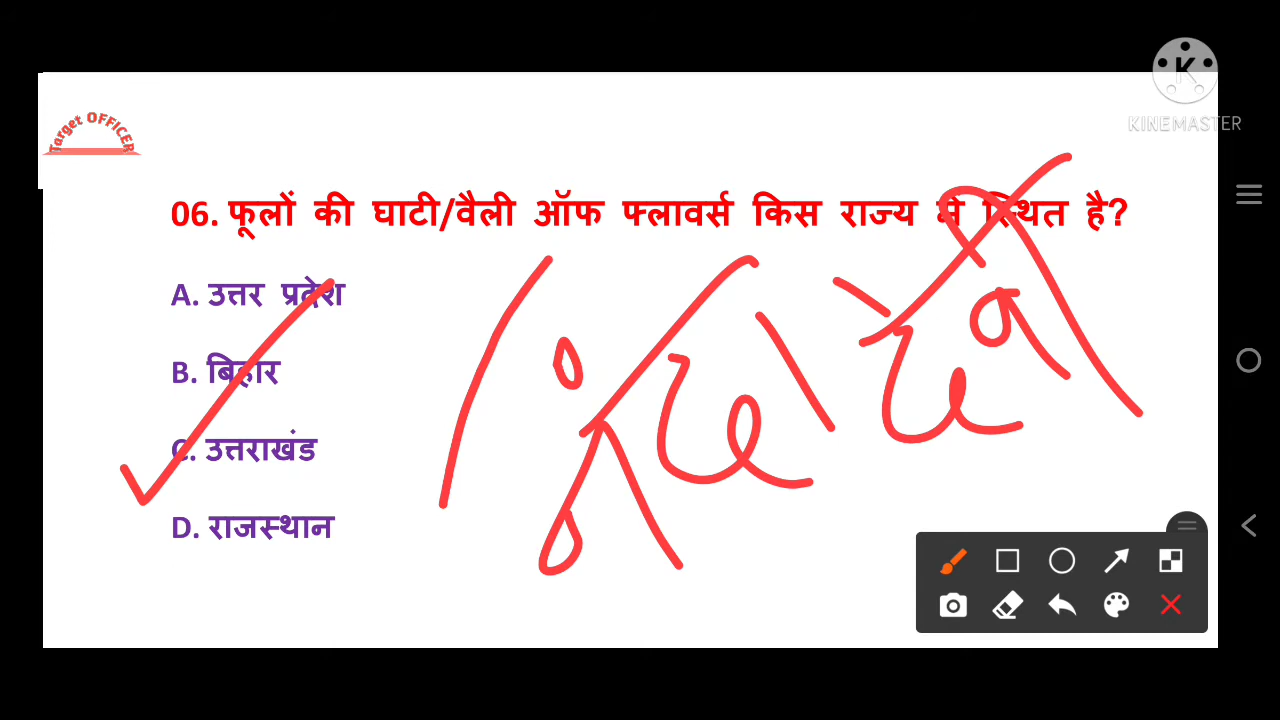 Target OFFICER
KINEMASTER
06. फूलों की घाटी/वैली ऑफ फ्लावर्स किस राज्य में स्थित है?
A. उत्तर प्रदेश
B. बिहार
C. उत्तराखंड
D. राजस्थान